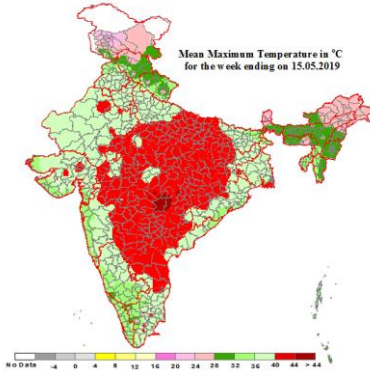 Mean Maximum Temperature in °C
for the week ending on 15.05.2019
No Data -4 0 4 8 12 16 20 24 28 32 36 40 44 > 44